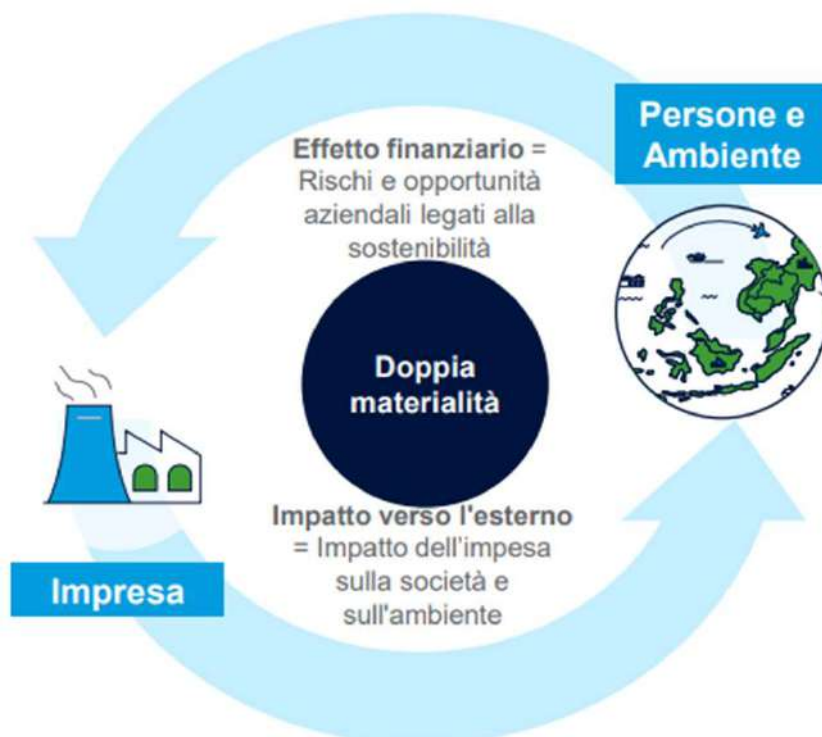 Persone e
Ambiente
Effetto finanziario =
Rischi e opportunità
aziendali legati alla
sostenibilità
Doppia
materialità
Impatto verso l'esterno
= Impatto dell'impesa
sulla società e
sull'ambiente
Impresa